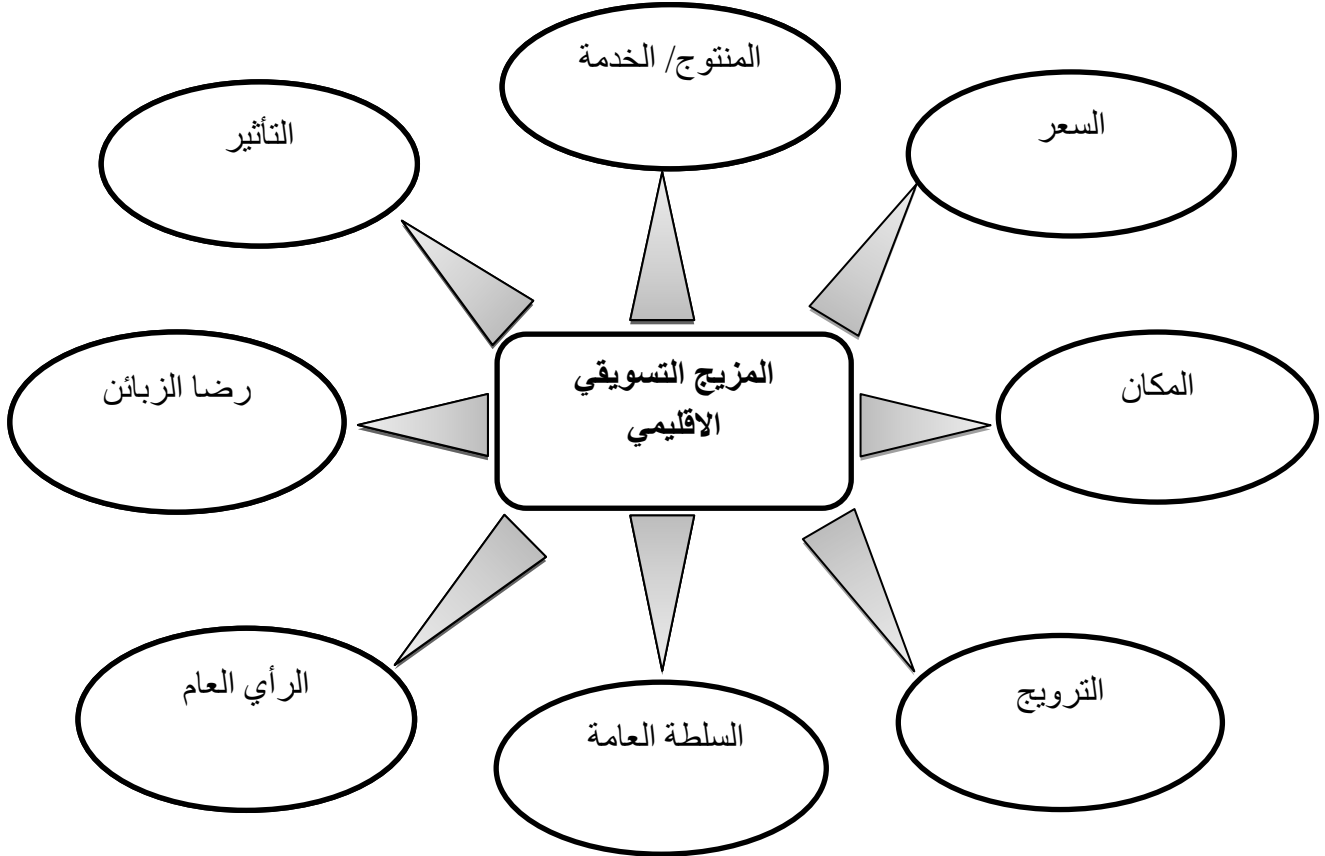 المنتوج/ الخدمة
السعر
التأثير
المزيج التسويقي
الاقليمي
المكان
رضا الزبائن
الترويج
السلطة العامة
الرأي العام